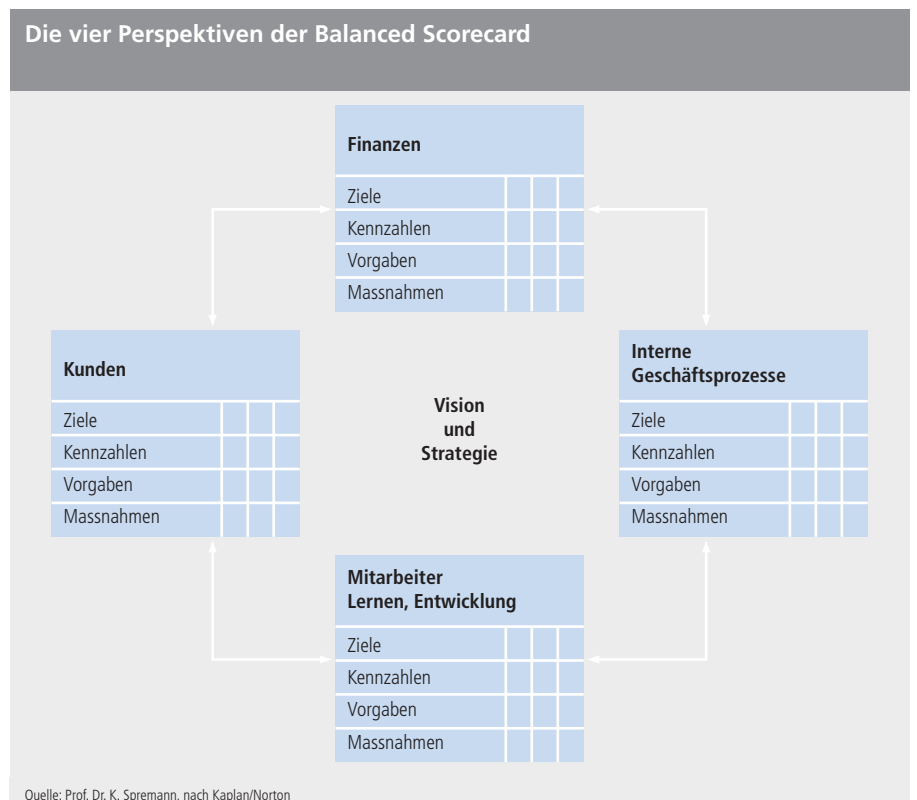 Die vier Perspektiven der Balanced Scorecard
Finanzen
Ziele
Kennzahlen
Vorgaben
Massnahmen
Kunden
Ziele
Kennzahlen
Vorgaben
Massnahmen
Vision
und
Strategie
Interne
Geschäftsprozesse
Ziele
Kennzahlen
Vorgaben
Massnahmen
Mitarbeiter
Lernen, Entwicklung
Ziele
Kennzahlen
Vorgaben
Massnahmen
Quelle: Prof. Dr. K. Spremann, nach Kaplan/Norton